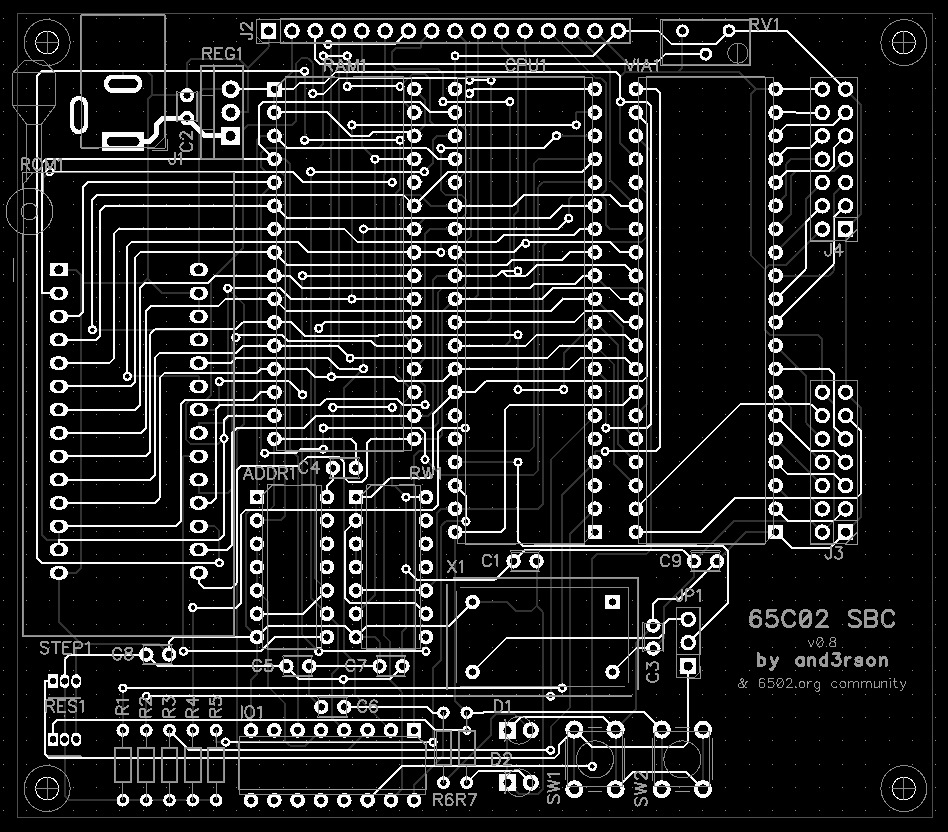 J2
RV1
REG1
RAM1
CPU1
VIA1
C2
J1
ROM1
J4
ADDR1
C4
RW1
J3
C1
C9
X1
JP1
65C02 SBC
v0.8
by and3rson
& 6502.org community
STEP1
C8
C5
C7
C3
RES1
R1
R2
R3
R4
R5
IO1
C6
D1
D2
SW1
SW2
R6R7